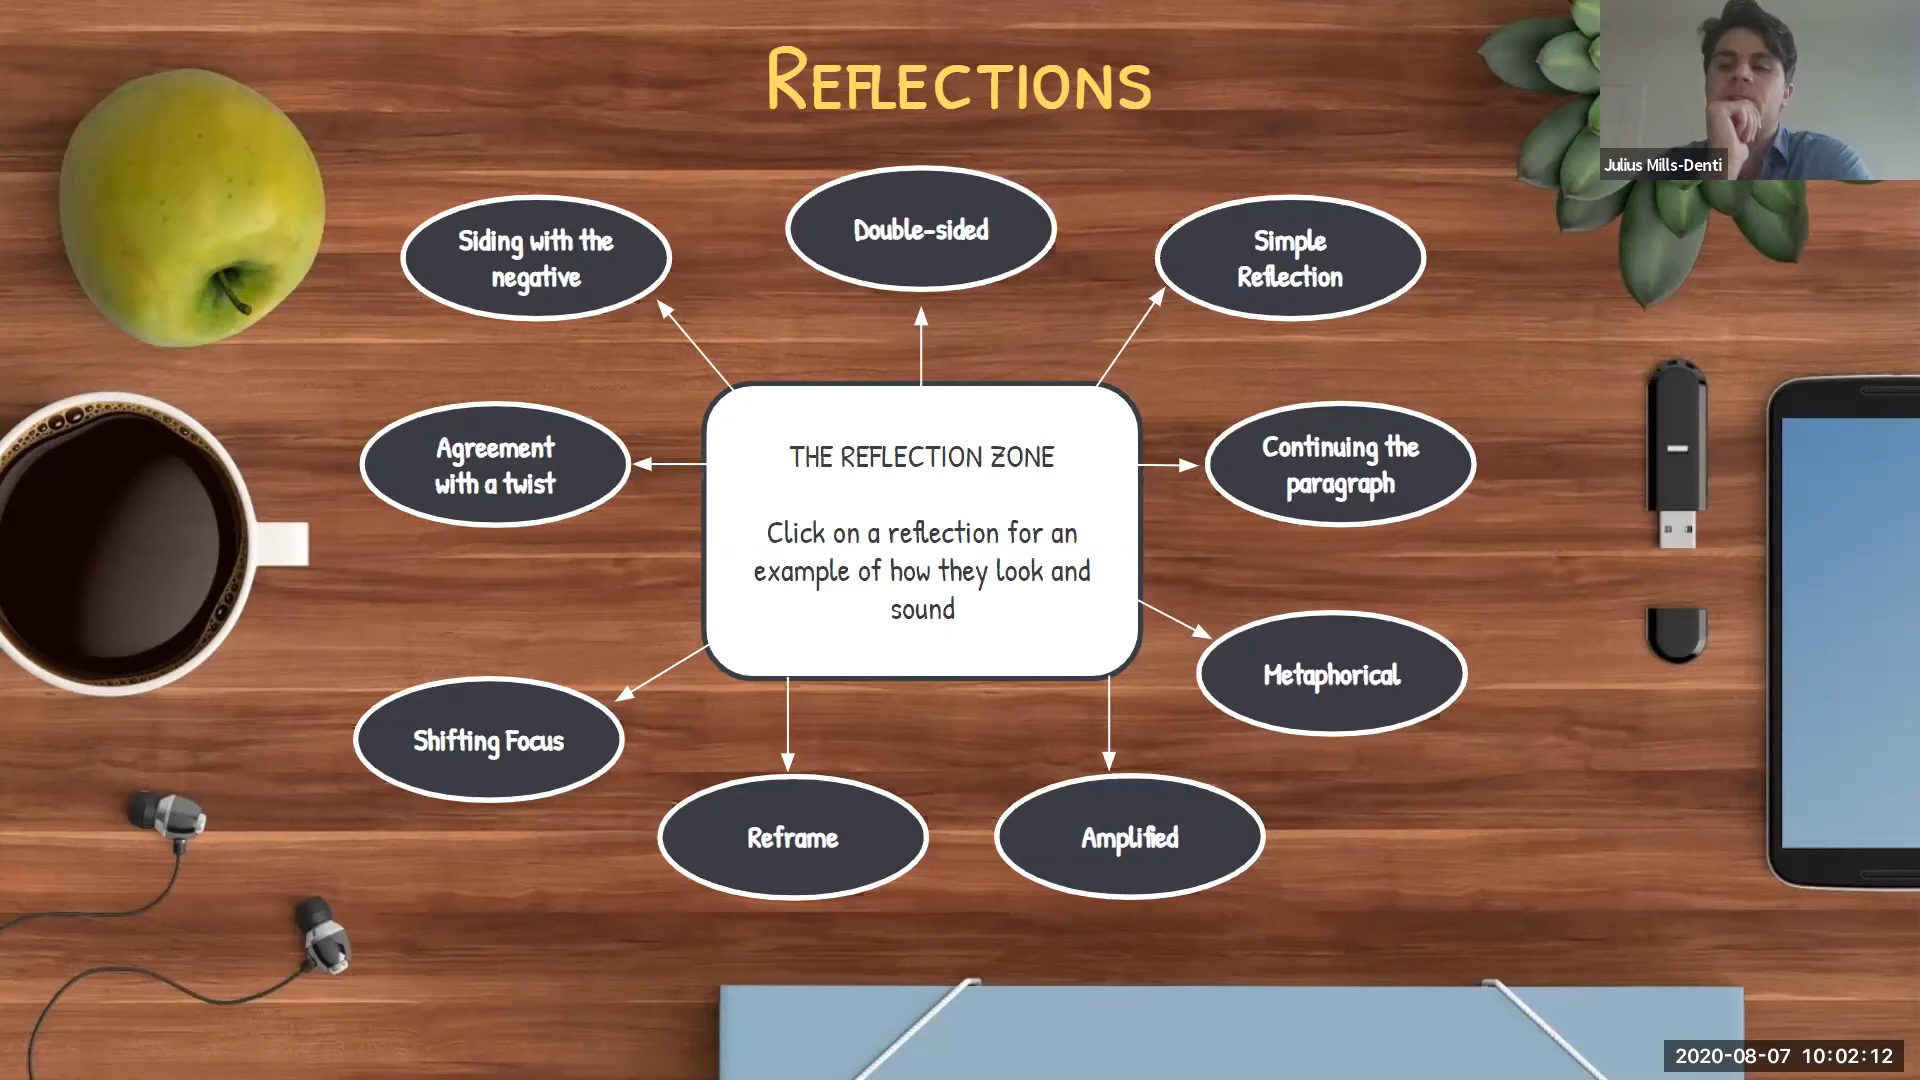 Reflections
Julius Mills-Denti
Siding with the
negative
Double-sided
Simple
Reflection
Agreement
with a twist
THE REFLECTION ZONE
Click on a reflection for an
example of how they look and
sound
Continuing the
paragraph
Metaphorical
Shifting Focus
Reframe
Amplified
2020-08-07 10:02:12